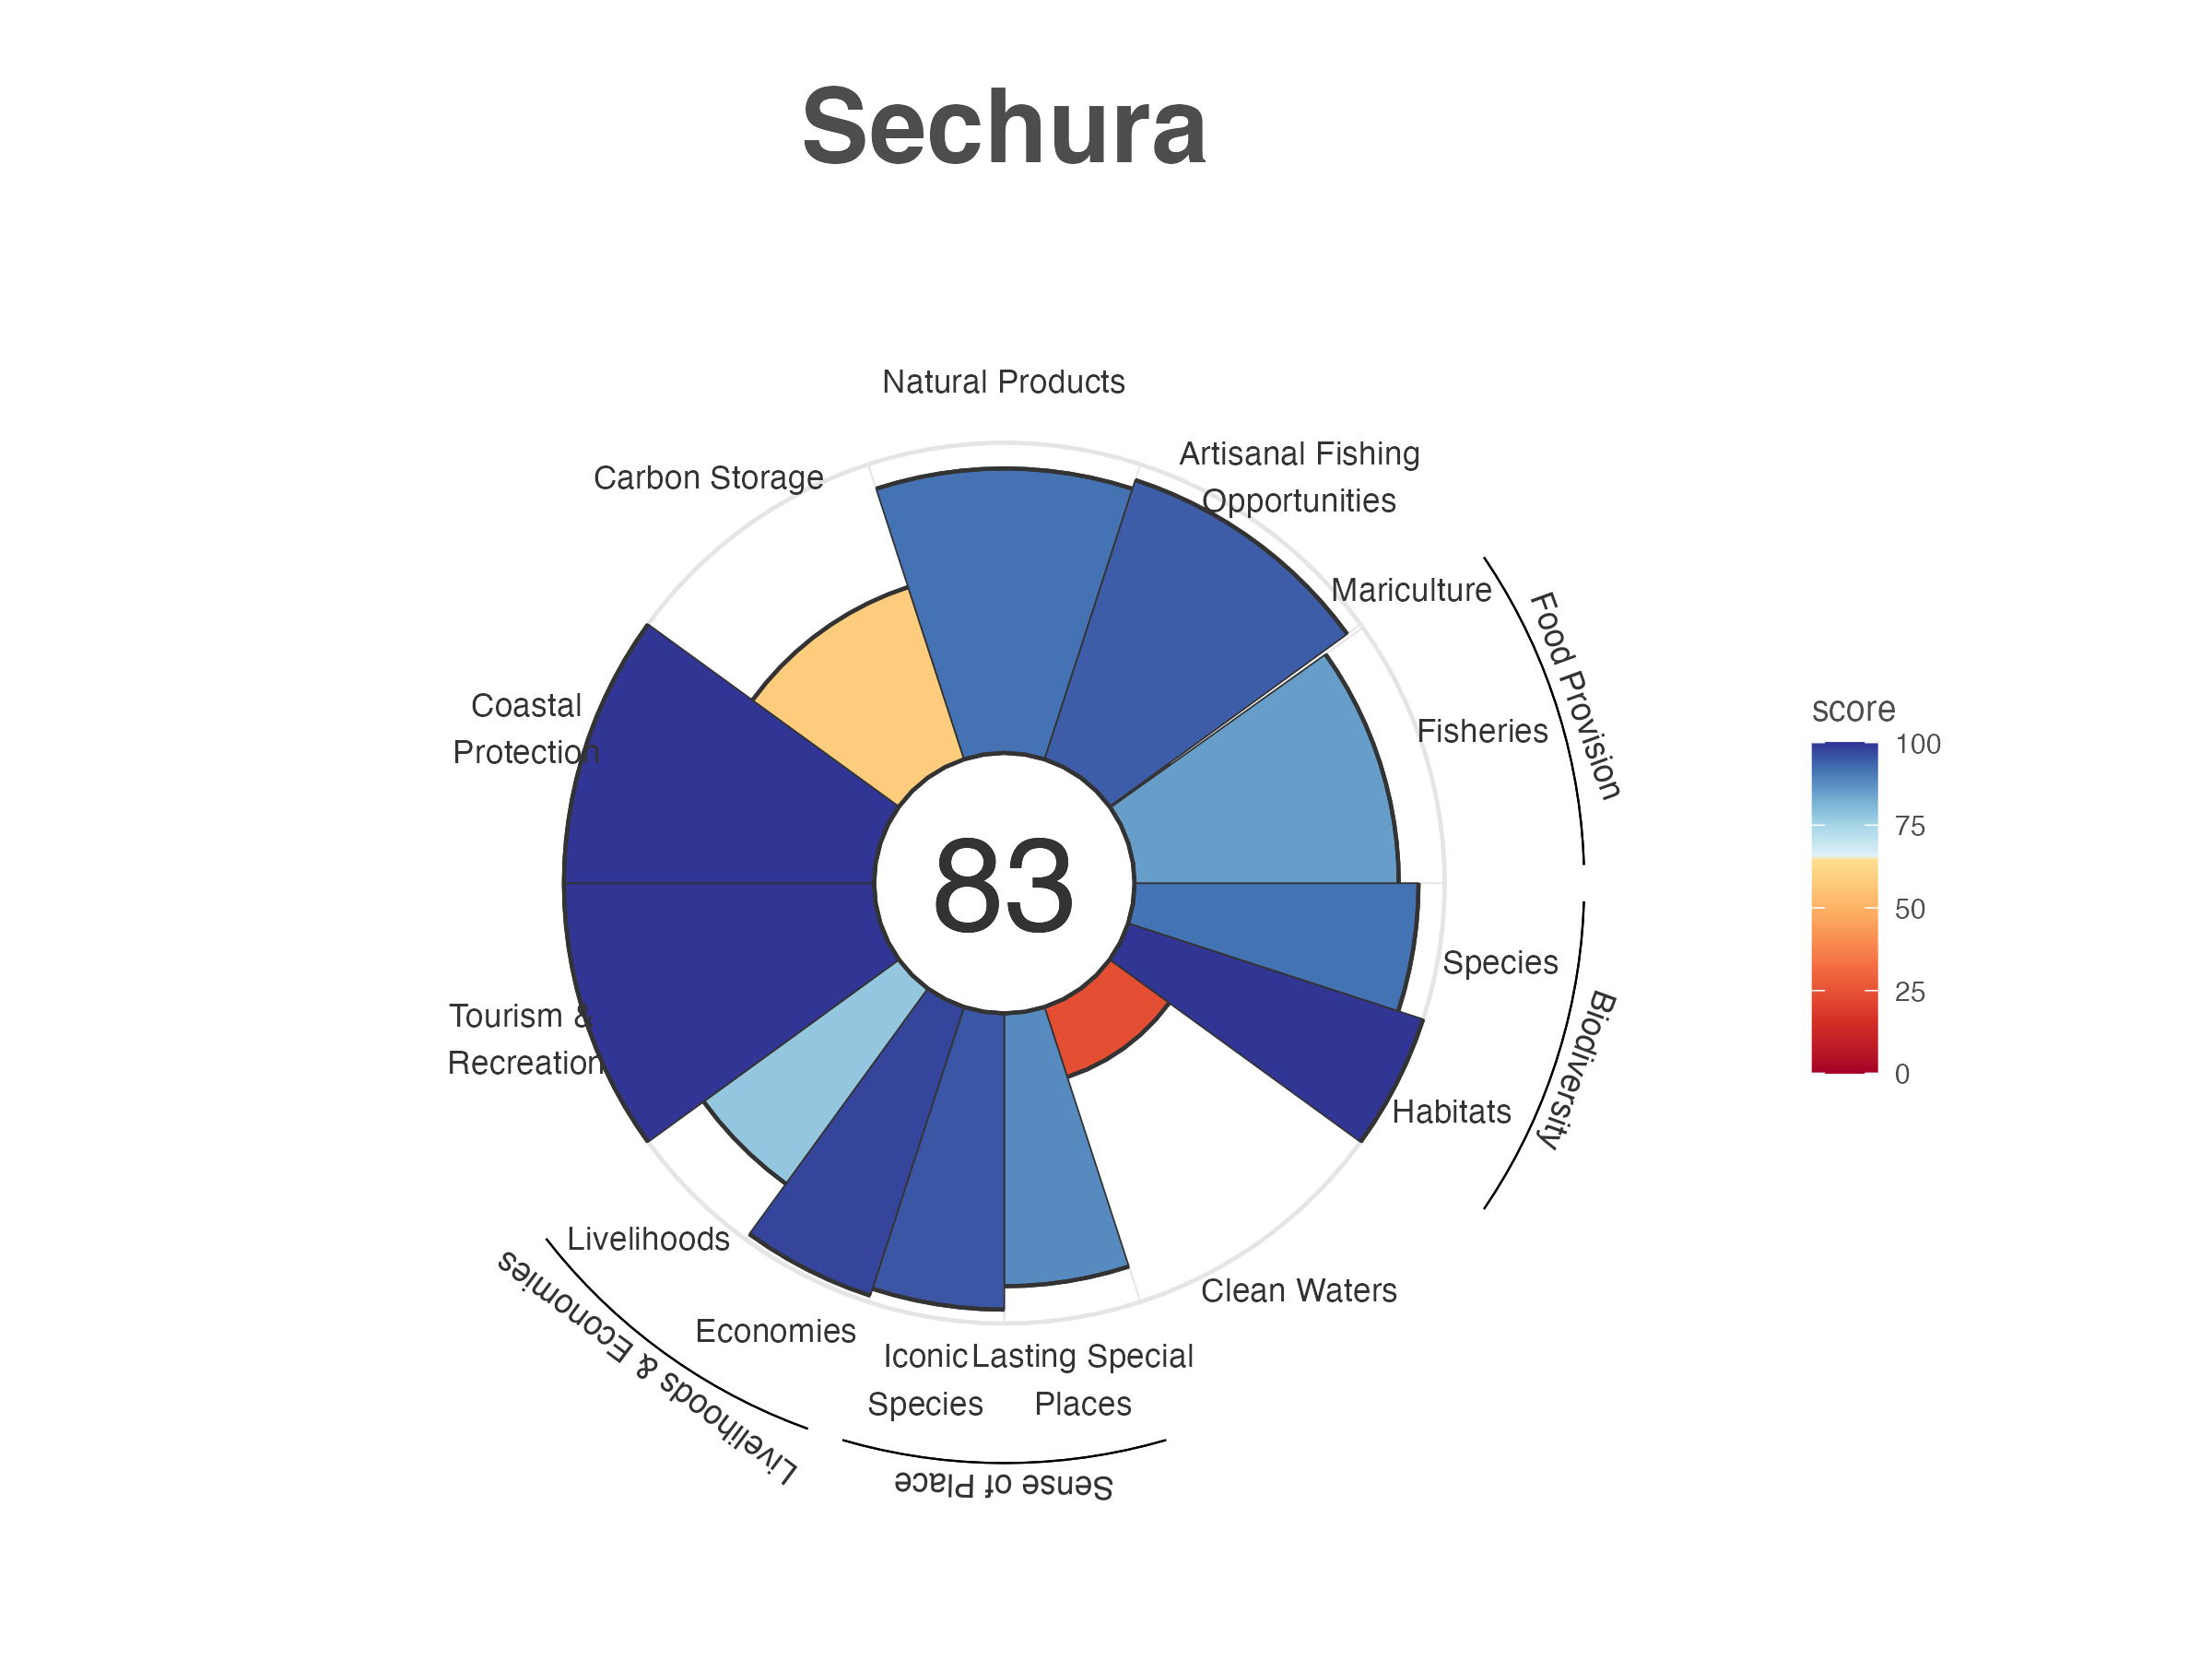 Sechura
Natural Products
Artisanal Fishing
Opportunities
Carbon Storage
Mariculture
Food Provision
Fisheries
Coastal
Protection
83
Species
Biodiversity
Habitats
Tourism &
Recreation
Livelihoods
Clean Waters
Economies
Iconic
Species
Lasting Special
Places
Livelihoods & Economies
Sense of Place
score
100
75
50
25
0